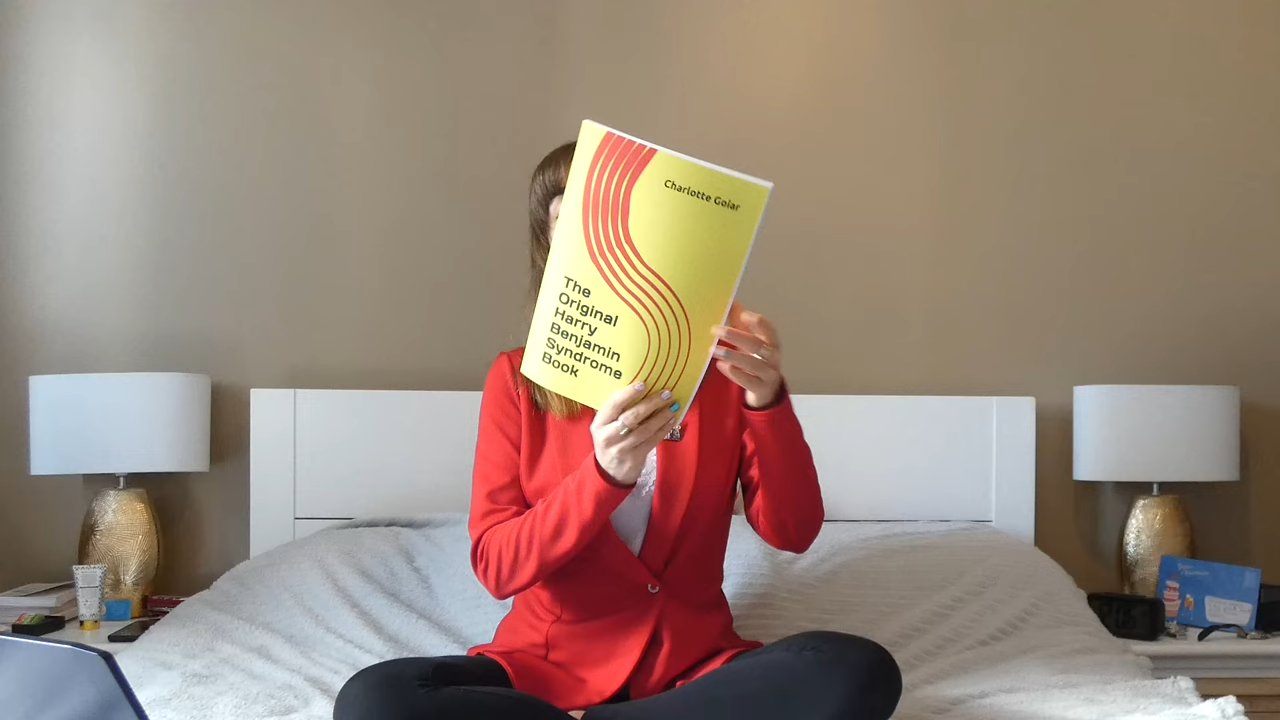 Charlotte Goiar
The
Original
Harry
Benjamin
Syndrome
Book